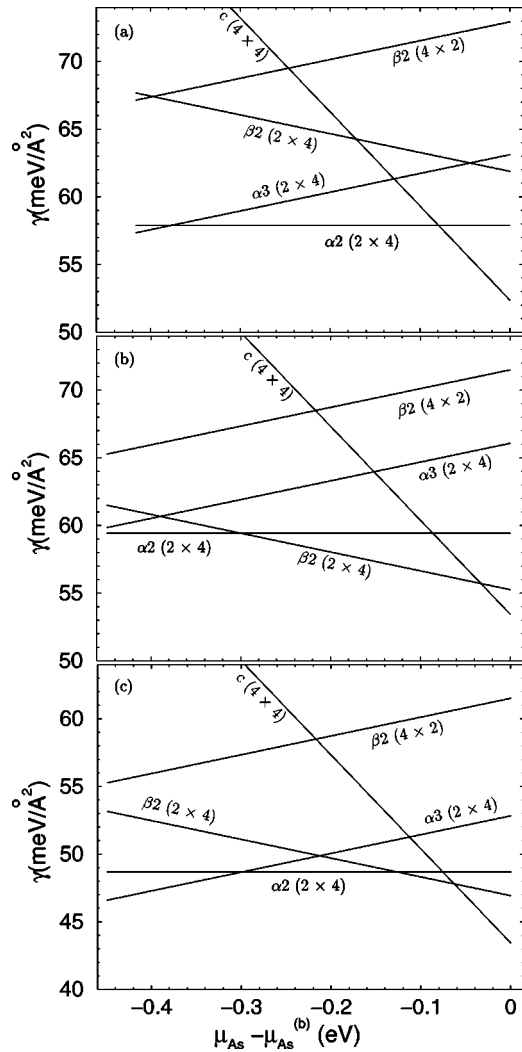 (a)
c (4 × 4)
β2 (4 × 2)
β2 (2 × 4)
α3 (2 × 4)
α2 (2 × 4)
γ(meV/Å²)
70
65
60
55
50
(b)
c (4 × 4)
β2 (4 × 2)
α3 (2 × 4)
α2 (2 × 4)
β2 (2 × 4)
γ(meV/Å²)
70
65
60
55
50
(c)
c (4 × 4)
β2 (4 × 2)
β2 (2 × 4)
α3 (2 × 4)
α2 (2 × 4)
γ(meV/Å²)
60
55
50
45
40
−0.4 −0.3 −0.2 −0.1 0
μAs −μAs(b) (eV)